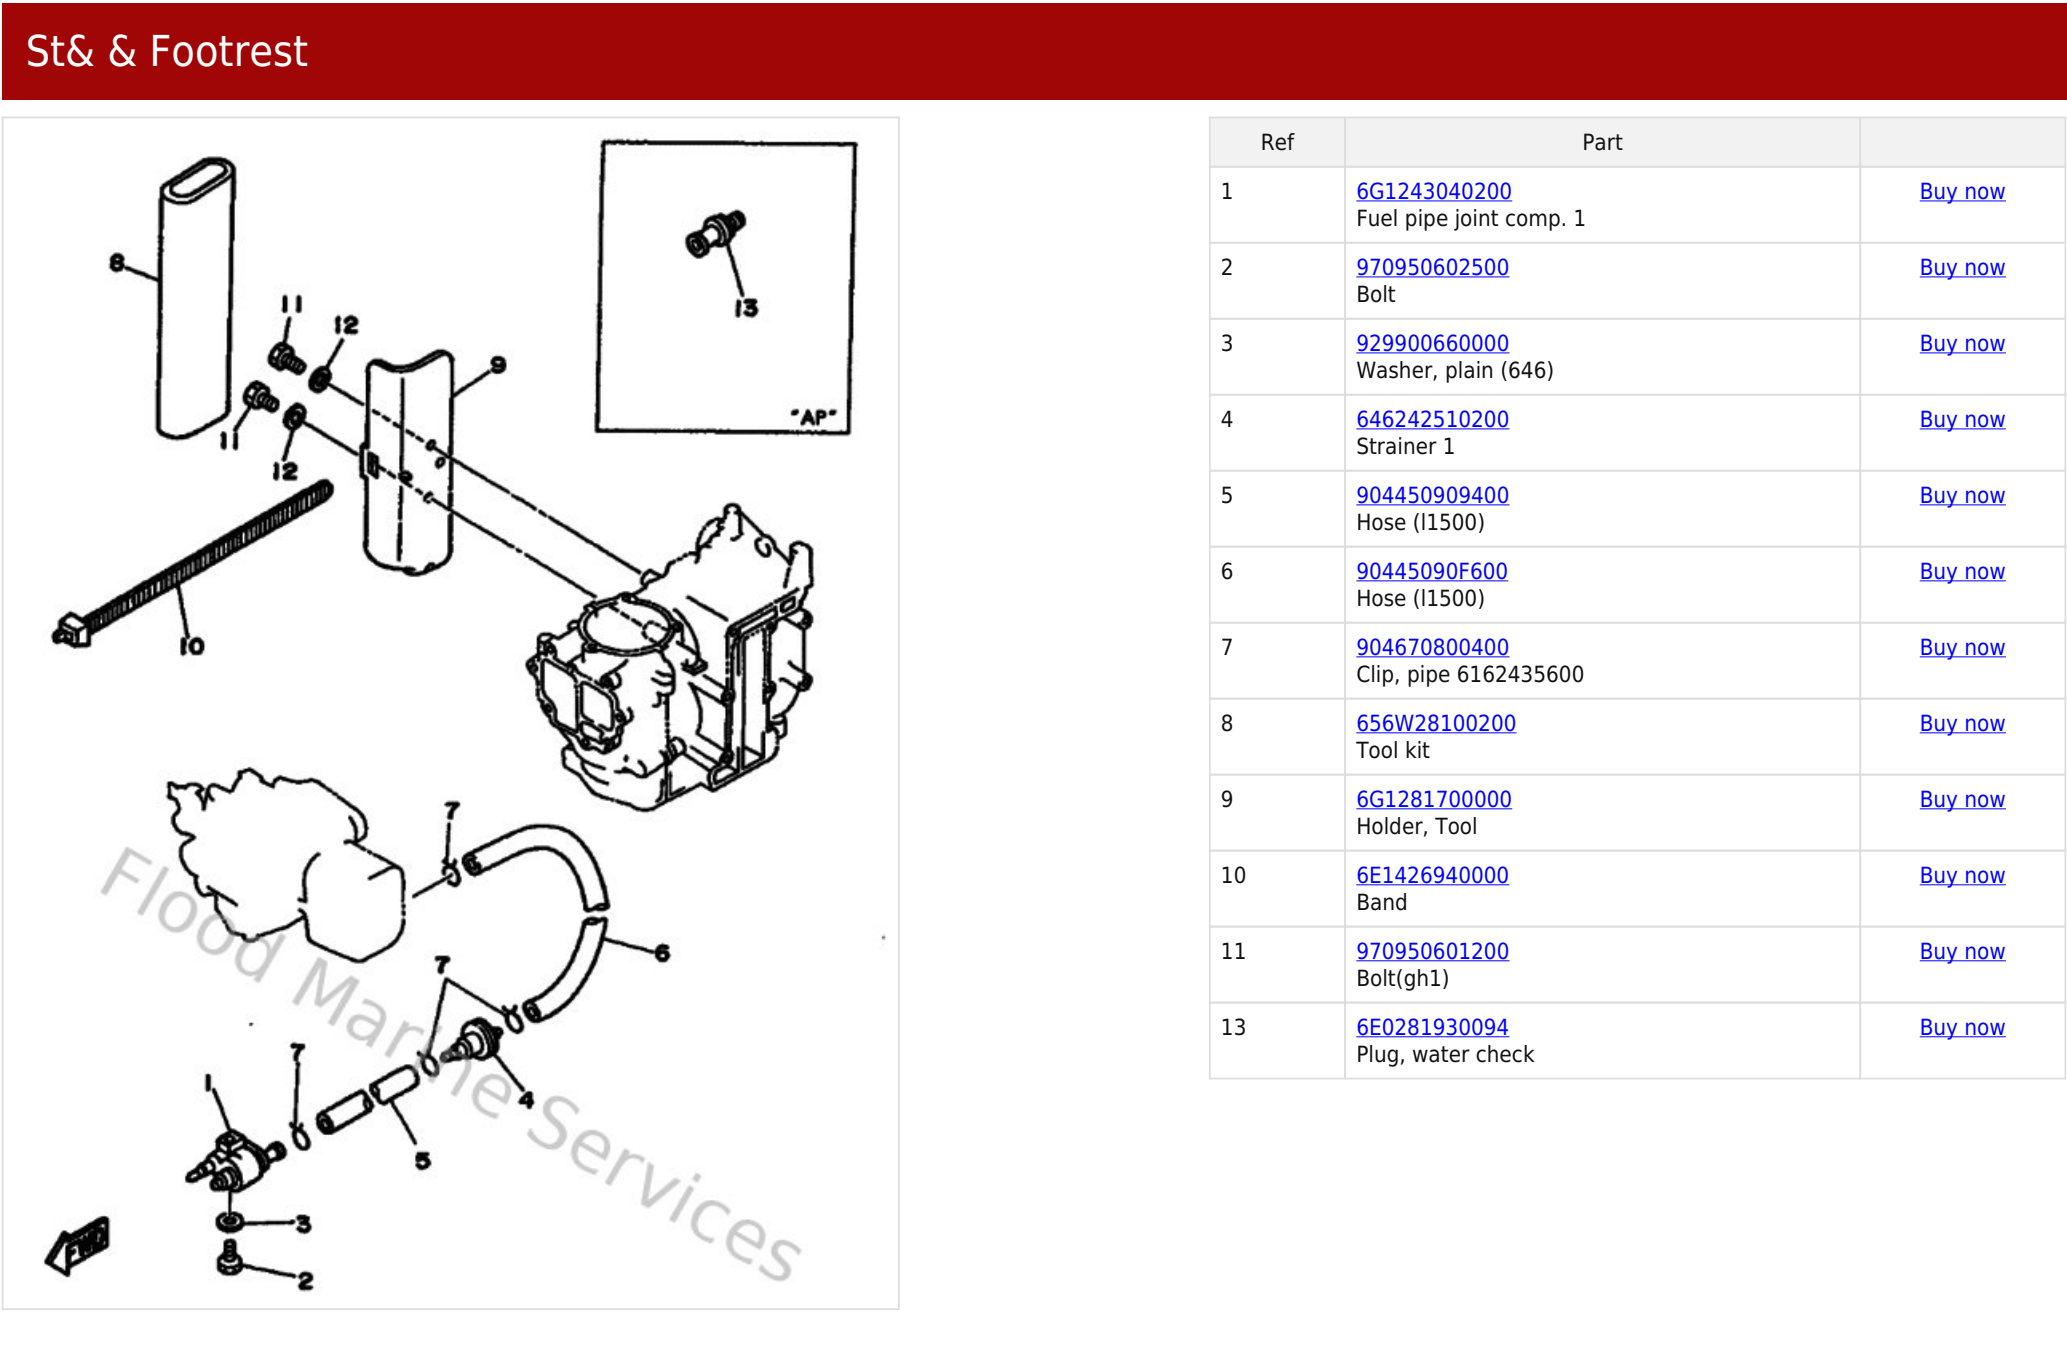 St& & Footrest
8
11
12
9
11
12
10
13
"AP"
7
6
7
7
1
4
5
3
2
FWD
Flood Marine Services
Ref Part
1 6G1243040200 Buy now
Fuel pipe joint comp. 1
2 970950602500 Buy now
Bolt
3 929900660000 Buy now
Washer, plain (646)
4 646242510200 Buy now
Strainer 1
5 904450909400 Buy now
Hose (l1500)
6 90445090F600 Buy now
Hose (l1500)
7 904670800400 Buy now
Clip, pipe 6162435600
8 656W28100200 Buy now
Tool kit
9 6G1281700000 Buy now
Holder, Tool
10 6E1426940000 Buy now
Band
11 970950601200 Buy now
Bolt(gh1)
13 6E0281930094 Buy now
Plug, water check